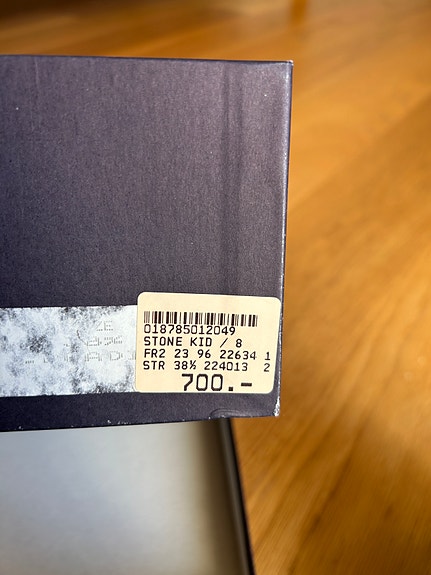 018785012049
STONE KID / 8
FR2 23 96 22634 1
STR 38½ 224013 2
700.-